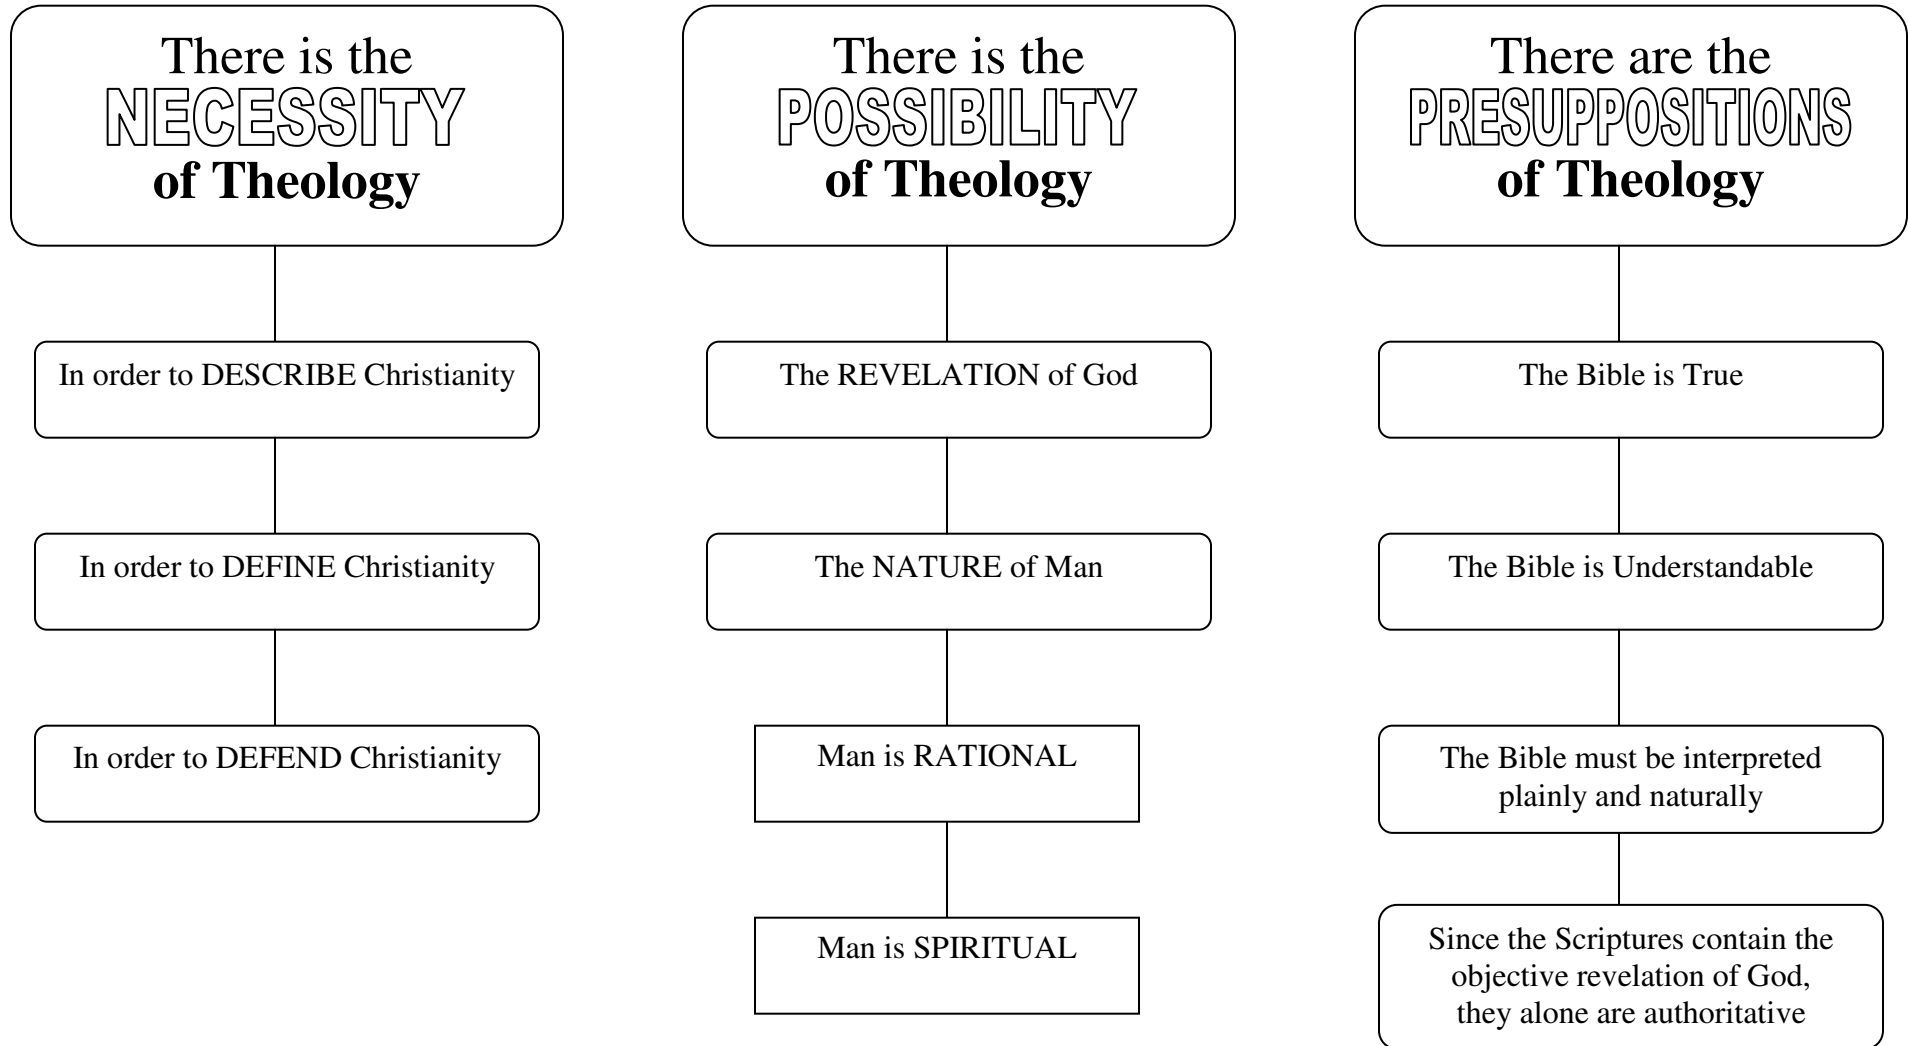 There is the
NECESSITY
of Theology
In order to DESCRIBE Christianity
In order to DEFINE Christianity
In order to DEFEND Christianity
There is the
POSSIBILITY
of Theology
The REVELATION of God
The NATURE of Man
Man is RATIONAL
Man is SPIRITUAL
There are the
PRESUPPOSITIONS
of Theology
The Bible is True
The Bible is Understandable
The Bible must be interpreted
plainly and naturally
Since the Scriptures contain the
objective revelation of God,
they alone are authoritative